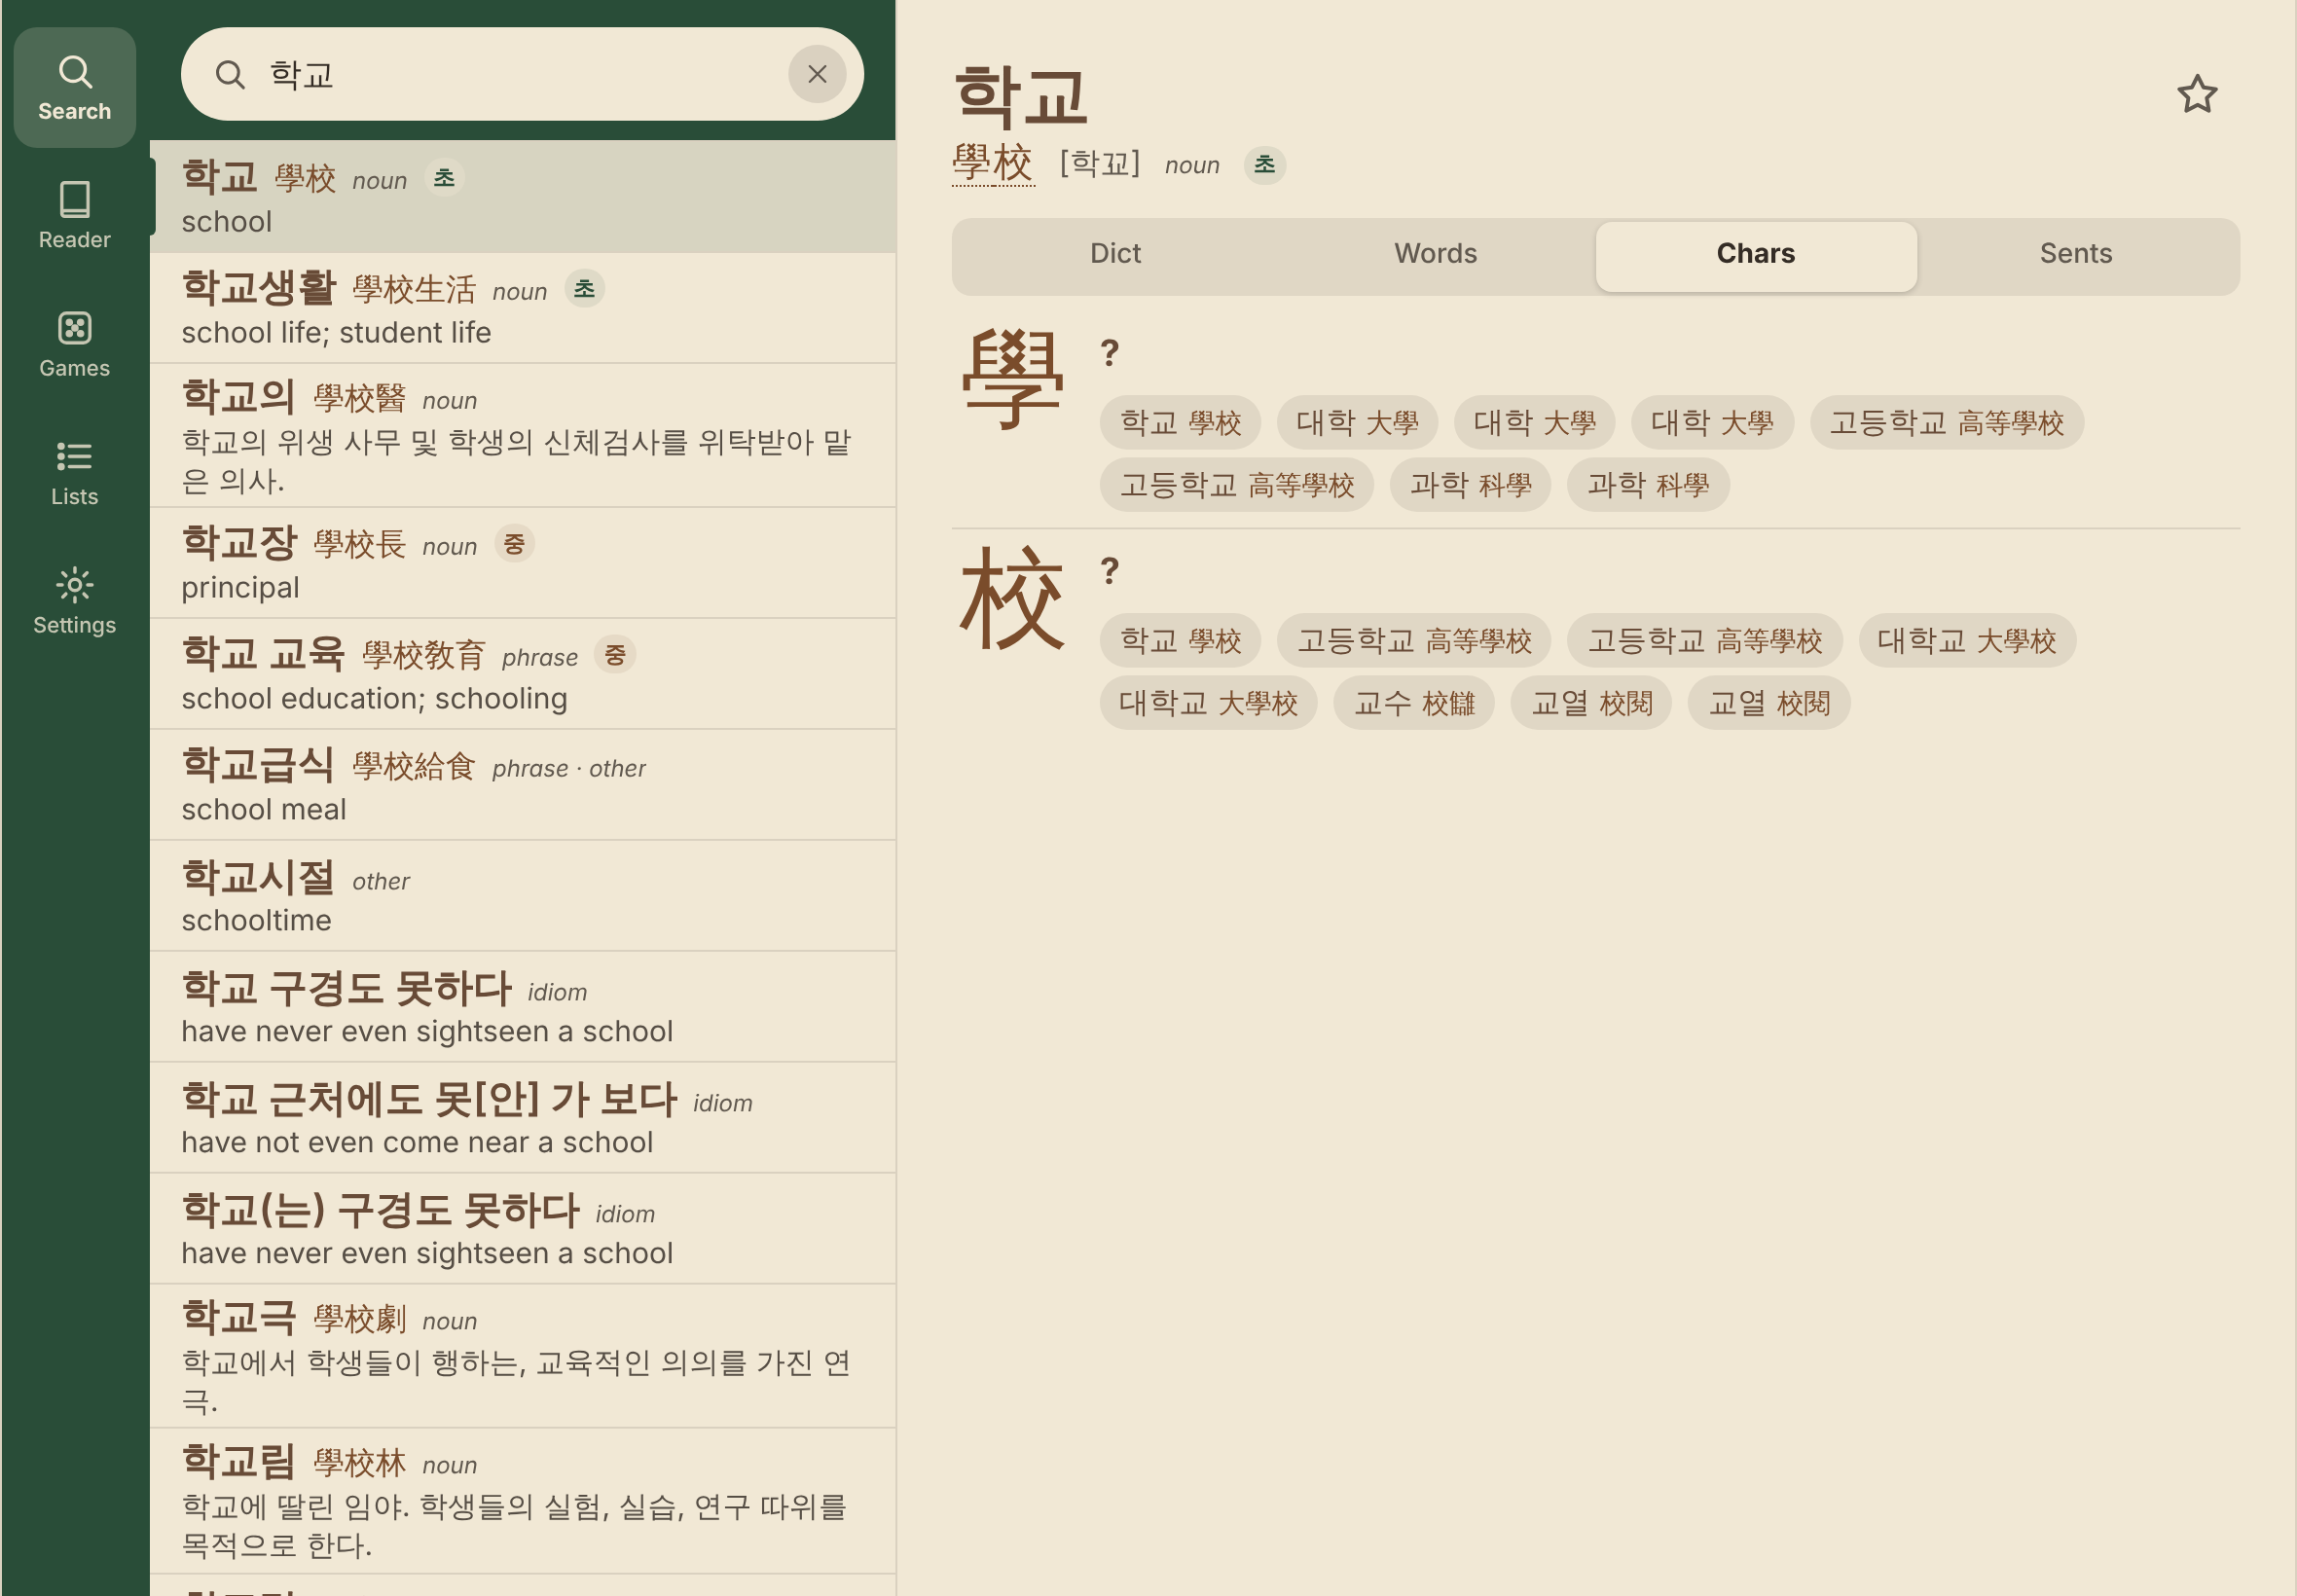 Search
Reader
Games
Lists
Settings
학교
학교 學校 noun 초
school
학교생활 學校生活 noun 초
school life; student life
학교의 學校醫 noun
학교의 위생 사무 및 학생의 신체검사를 위탁받아 맡
은 의사.
학교장 學校長 noun 중
principal
학교 교육 學校敎育 phrase 중
school education; schooling
학교급식 學校給食 phrase · other
school meal
학교시절 other
schooltime
학교 구경도 못하다 idiom
have never even sightseen a school
학교 근처에도 못[안] 가 보다 idiom
have not even come near a school
학교(는) 구경도 못하다 idiom
have never even sightseen a school
학교극 學校劇 noun
학교에서 학생들이 행하는, 교육적인 의의를 가진 연
극.
학교림 學校林 noun
학교에 딸린 임야. 학생들의 실험, 실습, 연구 따위를
목적으로 한다.
학교
學校 [학꾜] noun 초
Dict Words Chars Sents
學 ?
학교 學校 대학 大學 대학 大學 대학 大學 고등학교 高等學校
고등학교 高等學校 과학 科學 과학 科學
校 ?
학교 學校 고등학교 高等學校 고등학교 高等學校 대학교 大學校
대학교 大學校 교수 校讎 교열 校閱 교열 校閱